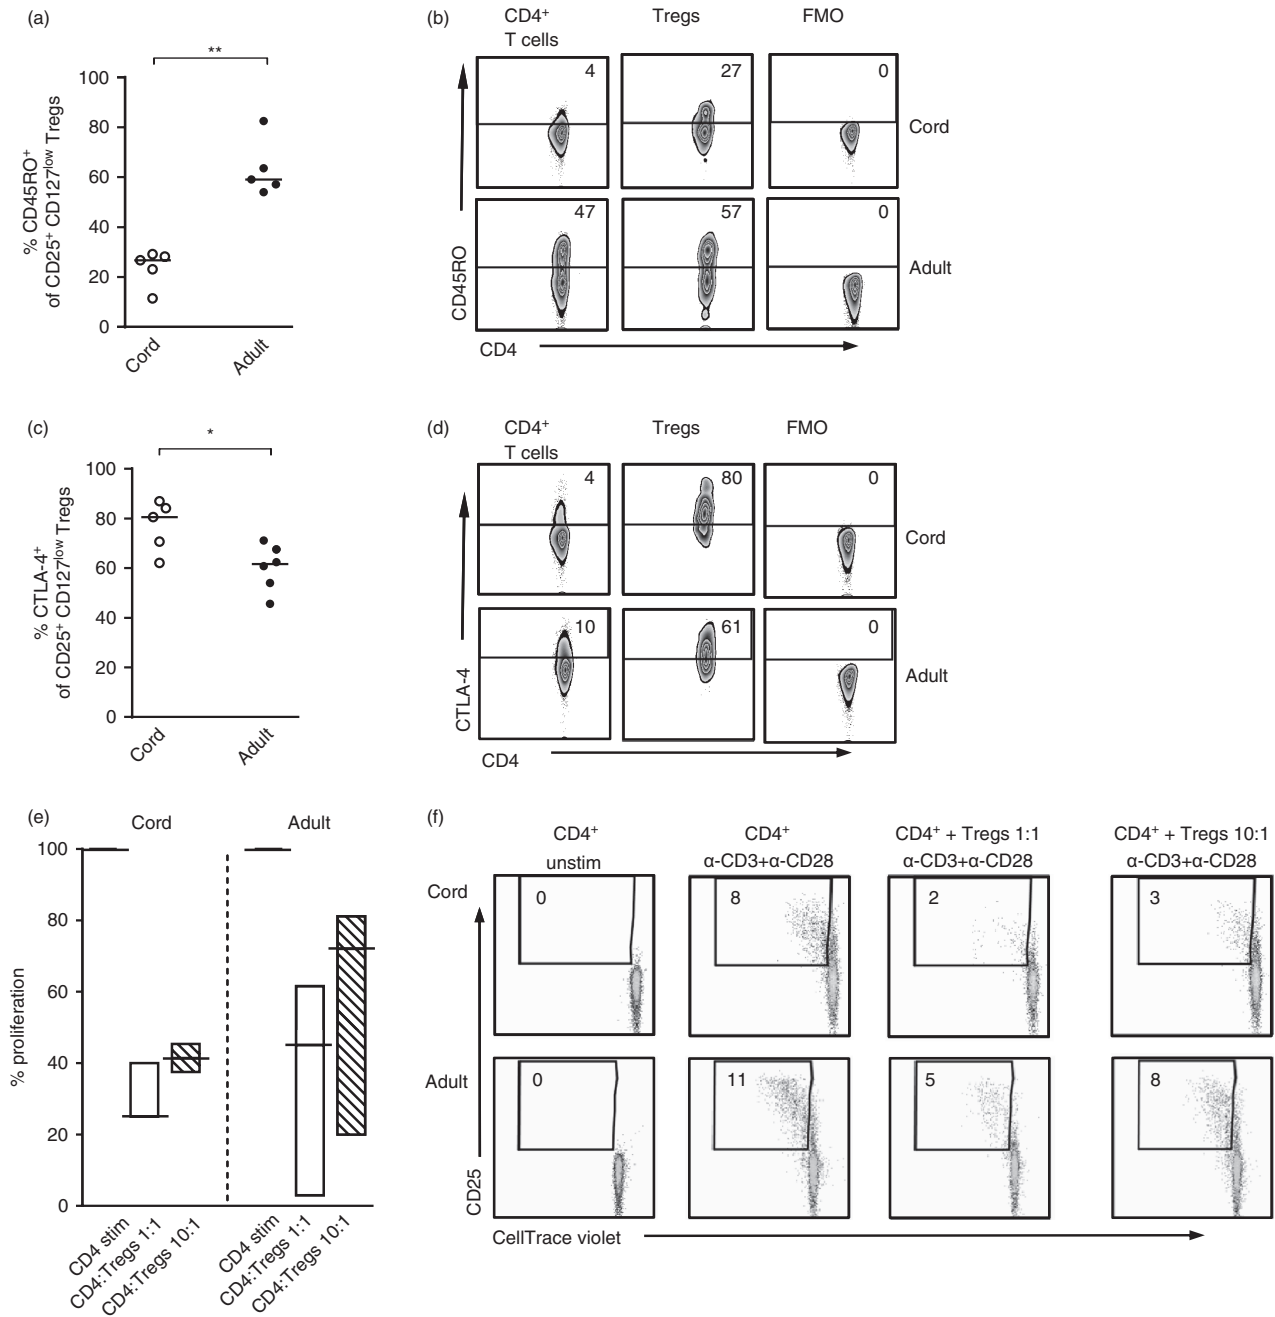 (a)
**
% CD45RO+
of CD25+ CD127low Tregs
100
80
60
40
20
0
Cord
Adult
(b)
CD4+
T cells
Tregs
FMO
4
27
0
Cord
47
57
0
Adult
CD45RO
CD4
(c)
*
% CTLA-4+
of CD25+ CD127low Tregs
100
80
60
40
20
0
Cord
Adult
(d)
CD4+
T cells
Tregs
FMO
4
80
0
Cord
10
61
0
Adult
CTLA-4
CD4
(e)
Cord
Adult
% proliferation
100
80
60
40
20
0
CD4 stim
CD4:Tregs 1:1
CD4:Tregs 10:1
CD4 stim
CD4:Tregs 1:1
CD4:Tregs 10:1
(f)
CD4+
unstim
CD4+
α-CD3+α-CD28
CD4+ + Tregs 1:1
α-CD3+α-CD28
CD4+ + Tregs 10:1
α-CD3+α-CD28
Cord
0
8
2
3
Adult
0
11
5
8
CD25
CellTrace violet